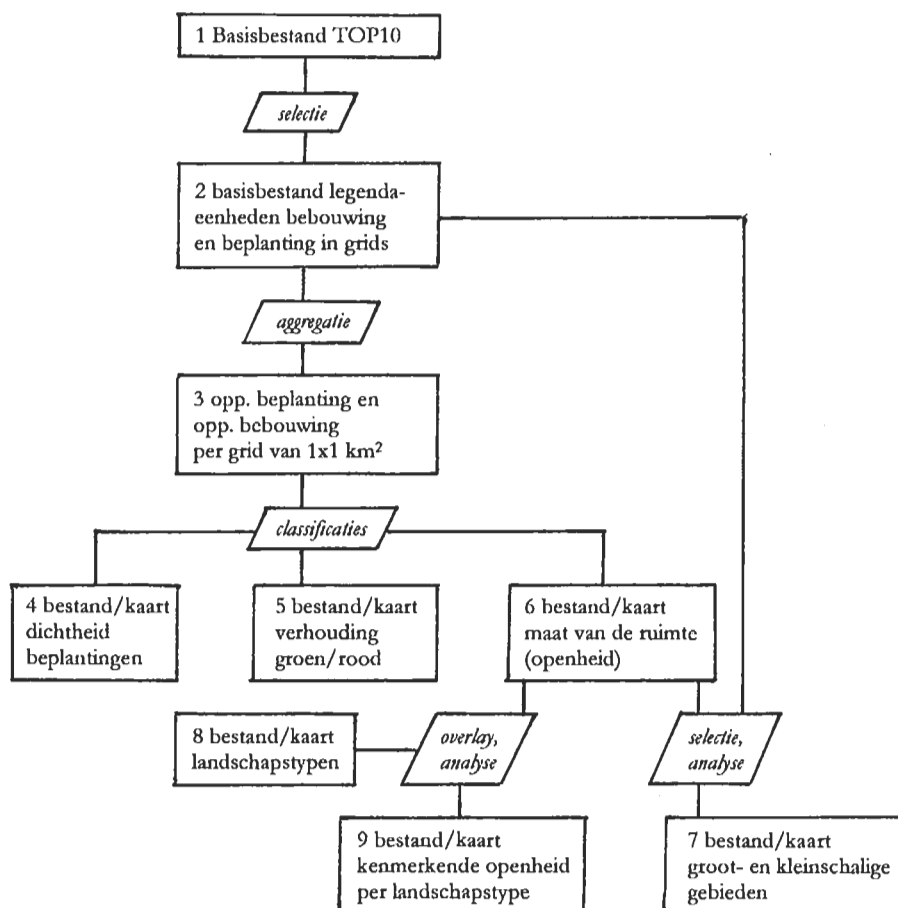 1 Basisbestand TOP10
selectie
2 basisbestand legenda-
eenheden bebouwing
en beplanting in grids
aggregatie
3 opp. beplanting en
opp. bebouwing
per grid van 1x1 km²
classificaties
4 bestand/kaart
dichtheid
beplantingen
5 bestand/kaart
verhouding
groen/rood
6 bestand/kaart
maat van de ruimte
(openheid)
8 bestand/kaart
landschapstypen
overlay,
analyse
selectie,
analyse
9 bestand/kaart
kenmerkende openheid
per landschapstype
7 bestand/kaart
groot- en kleinschalige
gebieden